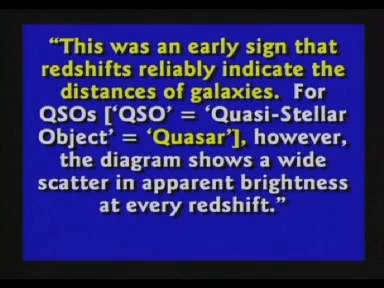 “This was an early sign that
redshifts reliably indicate the
distances of galaxies. For
QSOs [‘QSO’ = ‘Quasi-Stellar
Object’ = ‘Quasar’], however,
the diagram shows a wide
scatter in apparent brightness
at every redshift.”